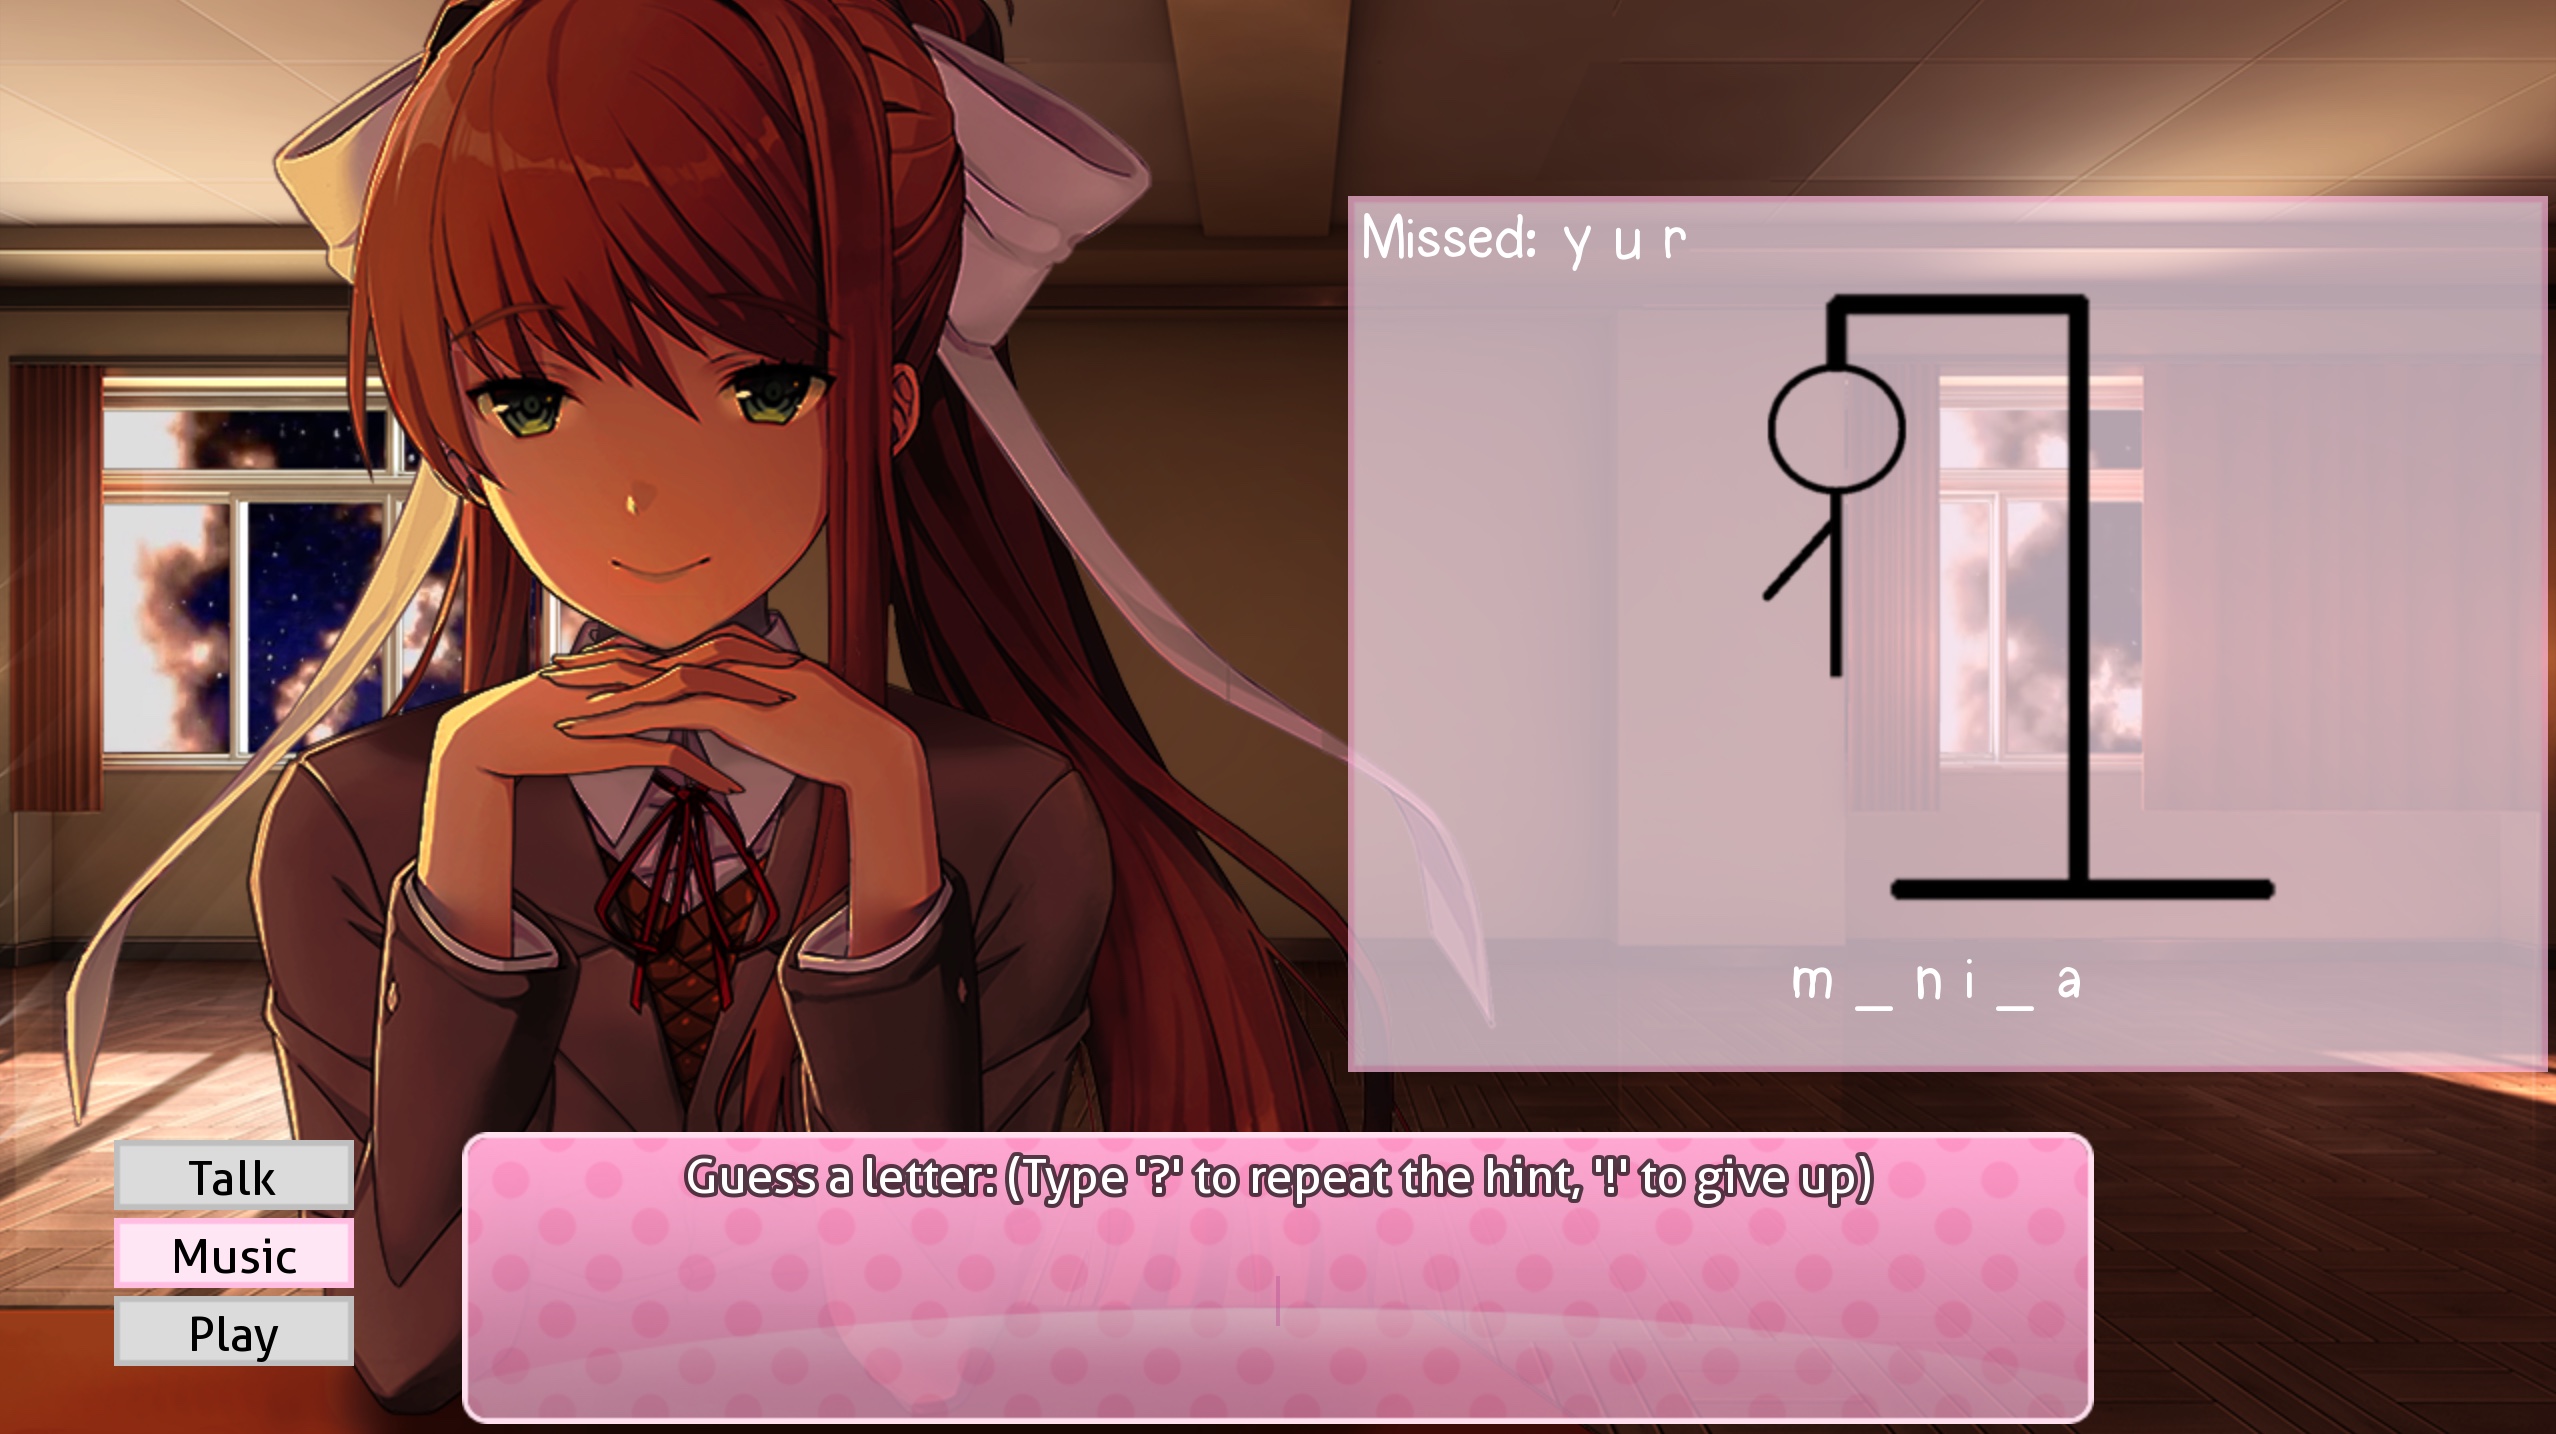 Missed: y u r
m _ n i _ a
Talk
Music
Play
Guess a letter: (Type '?' to repeat the hint, '!' to give up)